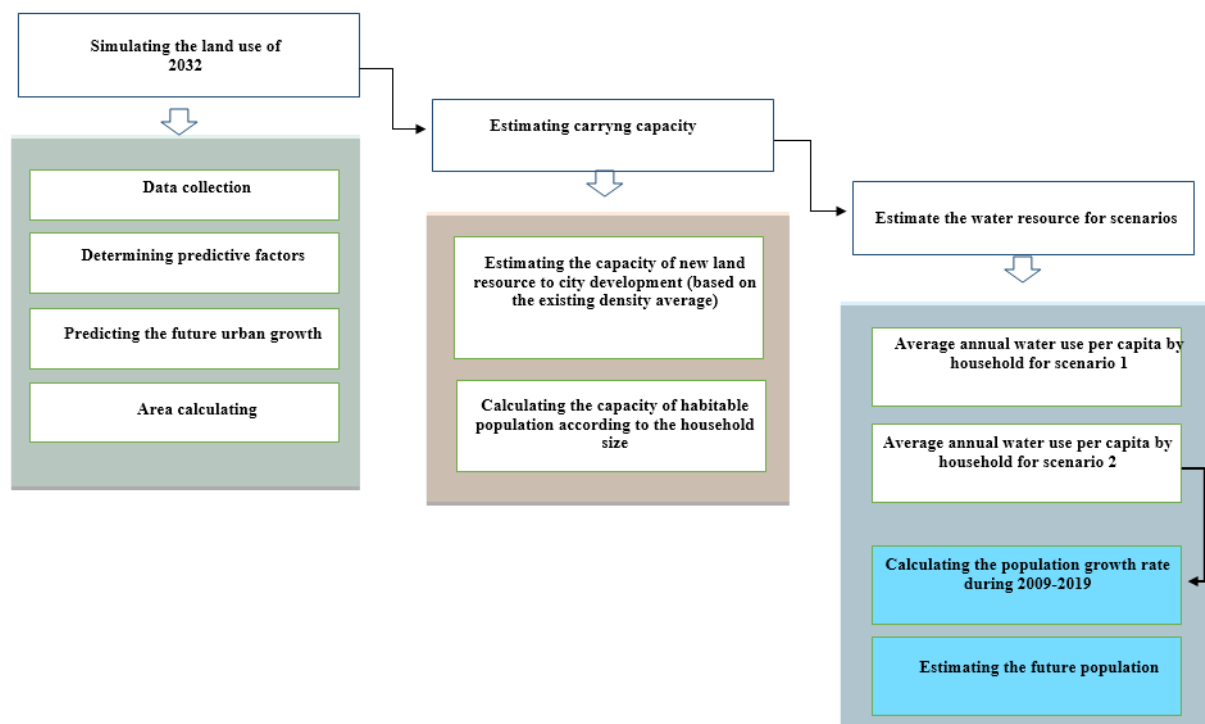 Simulating the land use of
2032
Data collection
Determining predictive factors
Predicting the future urban growth
Area calculating
Estimating carryng capacity
Estimating the capacity of new land
resource to city development (based on
the existing density average)
Calculating the capacity of habitable
population according to the household
size
Estimate the water resource for scenarios
Average annual water use per capita by
household for scenario 1
Average annual water use per capita by
household for scenario 2
Calculating the population growth rate
during 2009-2019
Estimating the future population